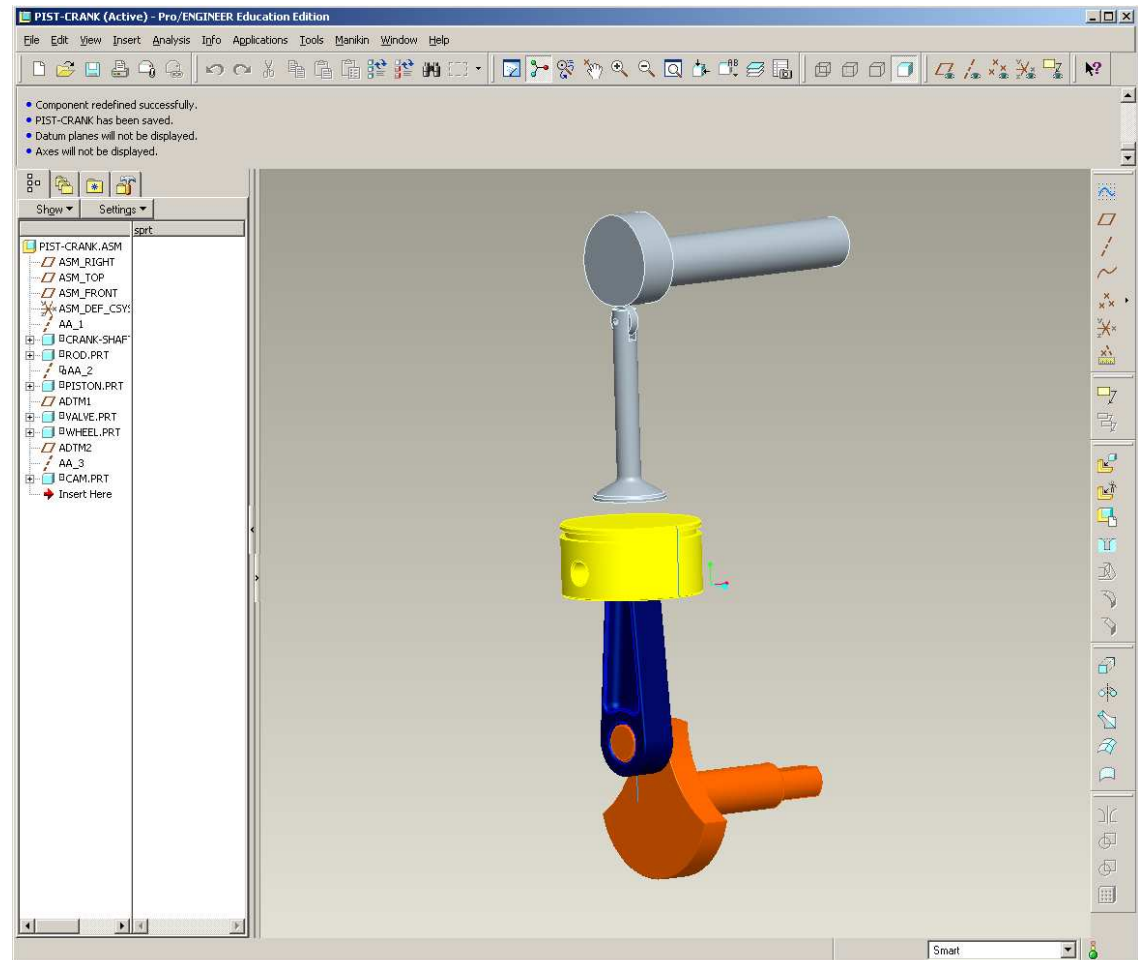 PIST-CRANK (Active) - Pro/ENGINEER Education Edition
File Edit View Insert Analysis Info Applications Tools Manikin Window Help
• Component redefined successfully.
• PIST-CRANK has been saved.
• Datum planes will not be displayed.
• Axes will not be displayed.
Show Settings
sprt
PIST-CRANK.ASM
ASM_RIGHT
ASM_TOP
ASM_FRONT
ASM_DEF_CSY
AA_1
CRANK-SHAF
ROD.PRT
AA_2
PISTON.PRT
ADTM1
VALVE.PRT
WHEEL.PRT
ADTM2
AA_3
CAM.PRT
Insert Here
Smart